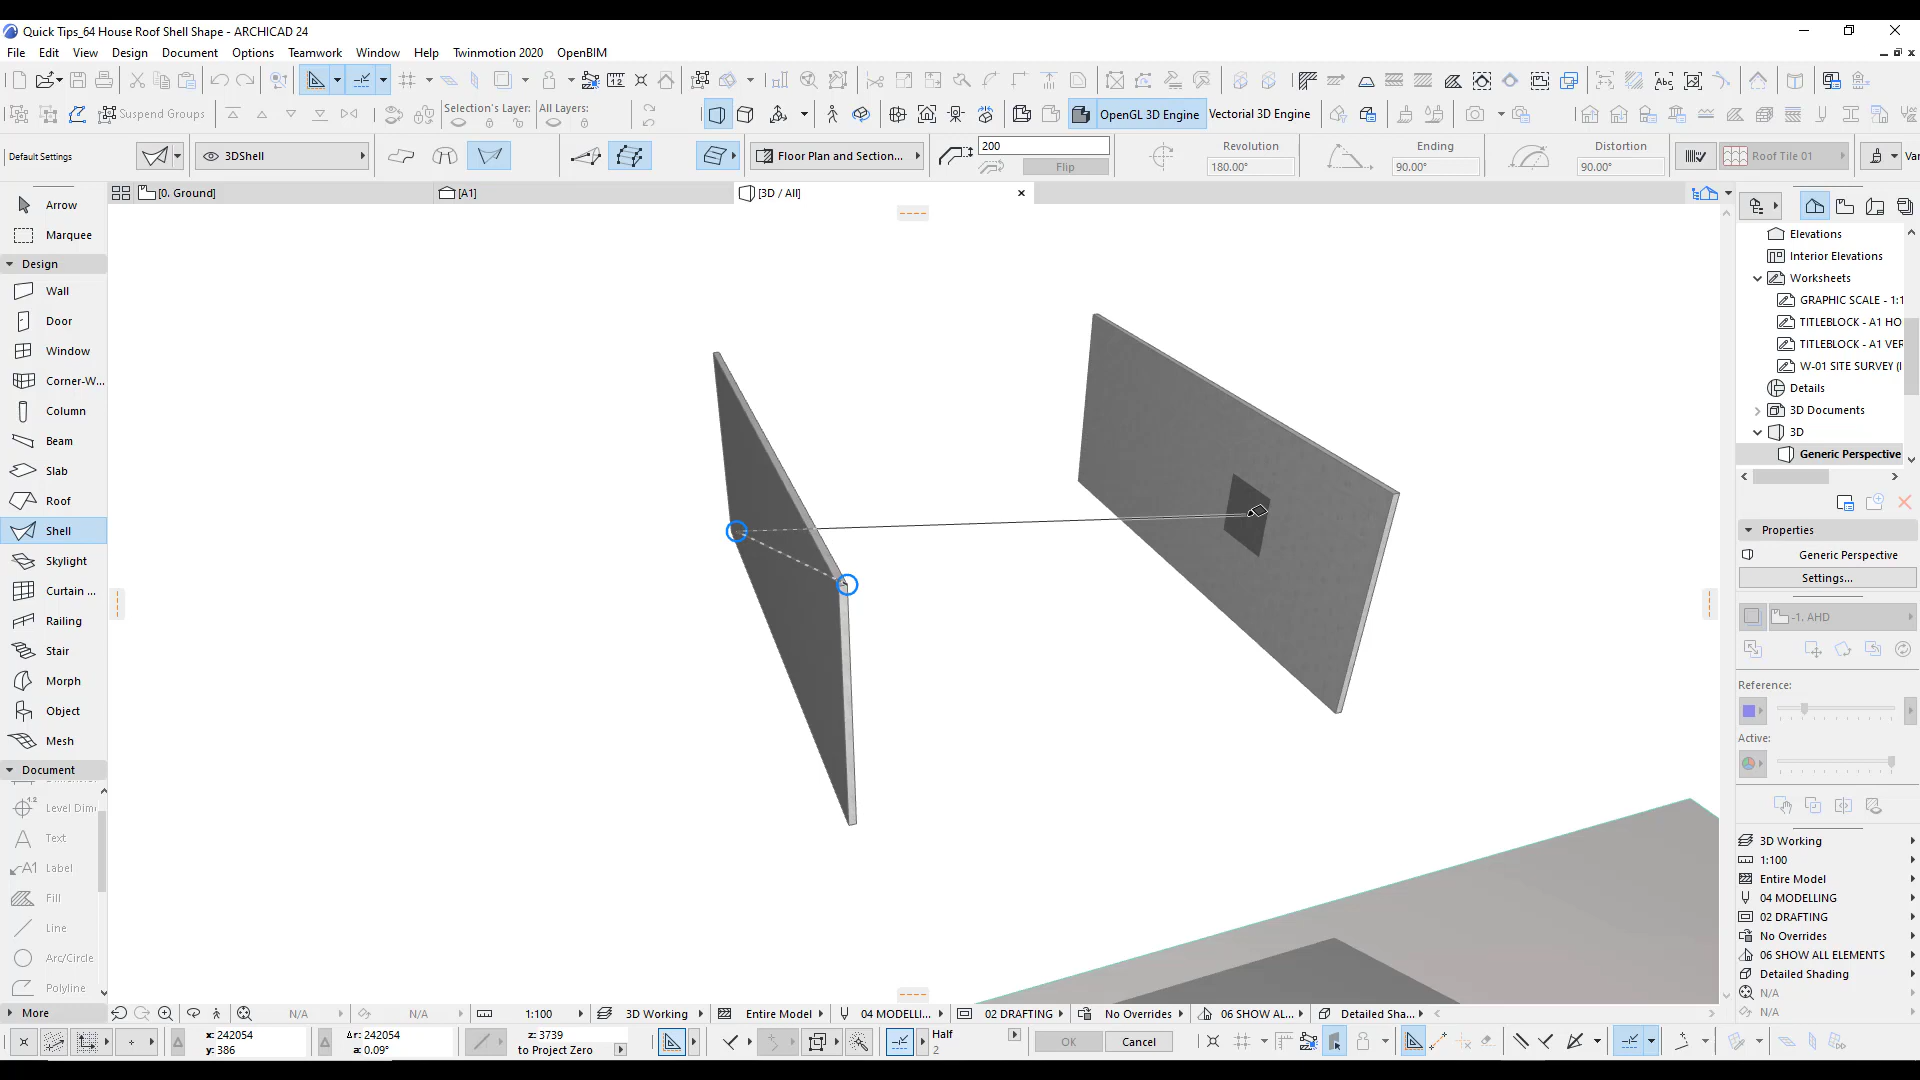 Quick Tips_64 House Roof Shell Shape - ARCHICAD 24
File Edit View Design Document Options Teamwork Window Help Twinmotion 2020 OpenBIM
Suspend Groups
Selection's Layer:
All Layers:
OpenGL 3D Engine
Vectorial 3D Engine
Default Settings
3DShell
Floor Plan and Section...
200
Flip
Revolution
180.00°
Ending
90.00°
Distortion
90.00°
Roof Tile 01
[0. Ground]
[A1]
[3D / All]
Arrow
Marquee
Design
Wall
Door
Window
Corner-W...
Column
Beam
Slab
Roof
Shell
Skylight
Curtain ...
Railing
Stair
Morph
Object
Mesh
Document
Level Dim
Text
A1 Label
Fill
Line
Arc/Circle
Polyline
More
Elevations
Interior Elevations
Worksheets
GRAPHIC SCALE - 1:1
TITLEBLOCK - A1 HO
TITLEBLOCK - A1 VER
W-01 SITE SURVEY (I
Details
3D Documents
3D
Generic Perspective
Properties
Generic Perspective
Settings...
-1. AHD
Reference:
Active:
3D Working
1:100
Entire Model
04 MODELLING
02 DRAFTING
No Overrides
06 SHOW ALL ELEMENTS
Detailed Shading
N/A
N/A
N/A N/A 1:100 3D Working Entire Model 04 MODELLI... 02 DRAFTING No Overrides 06 SHOW AL... Detailed Sha...
x: 242054
y: 386
Δr: 242054
a: 0.09°
z: 3739
to Project Zero
Half
2
OK
Cancel